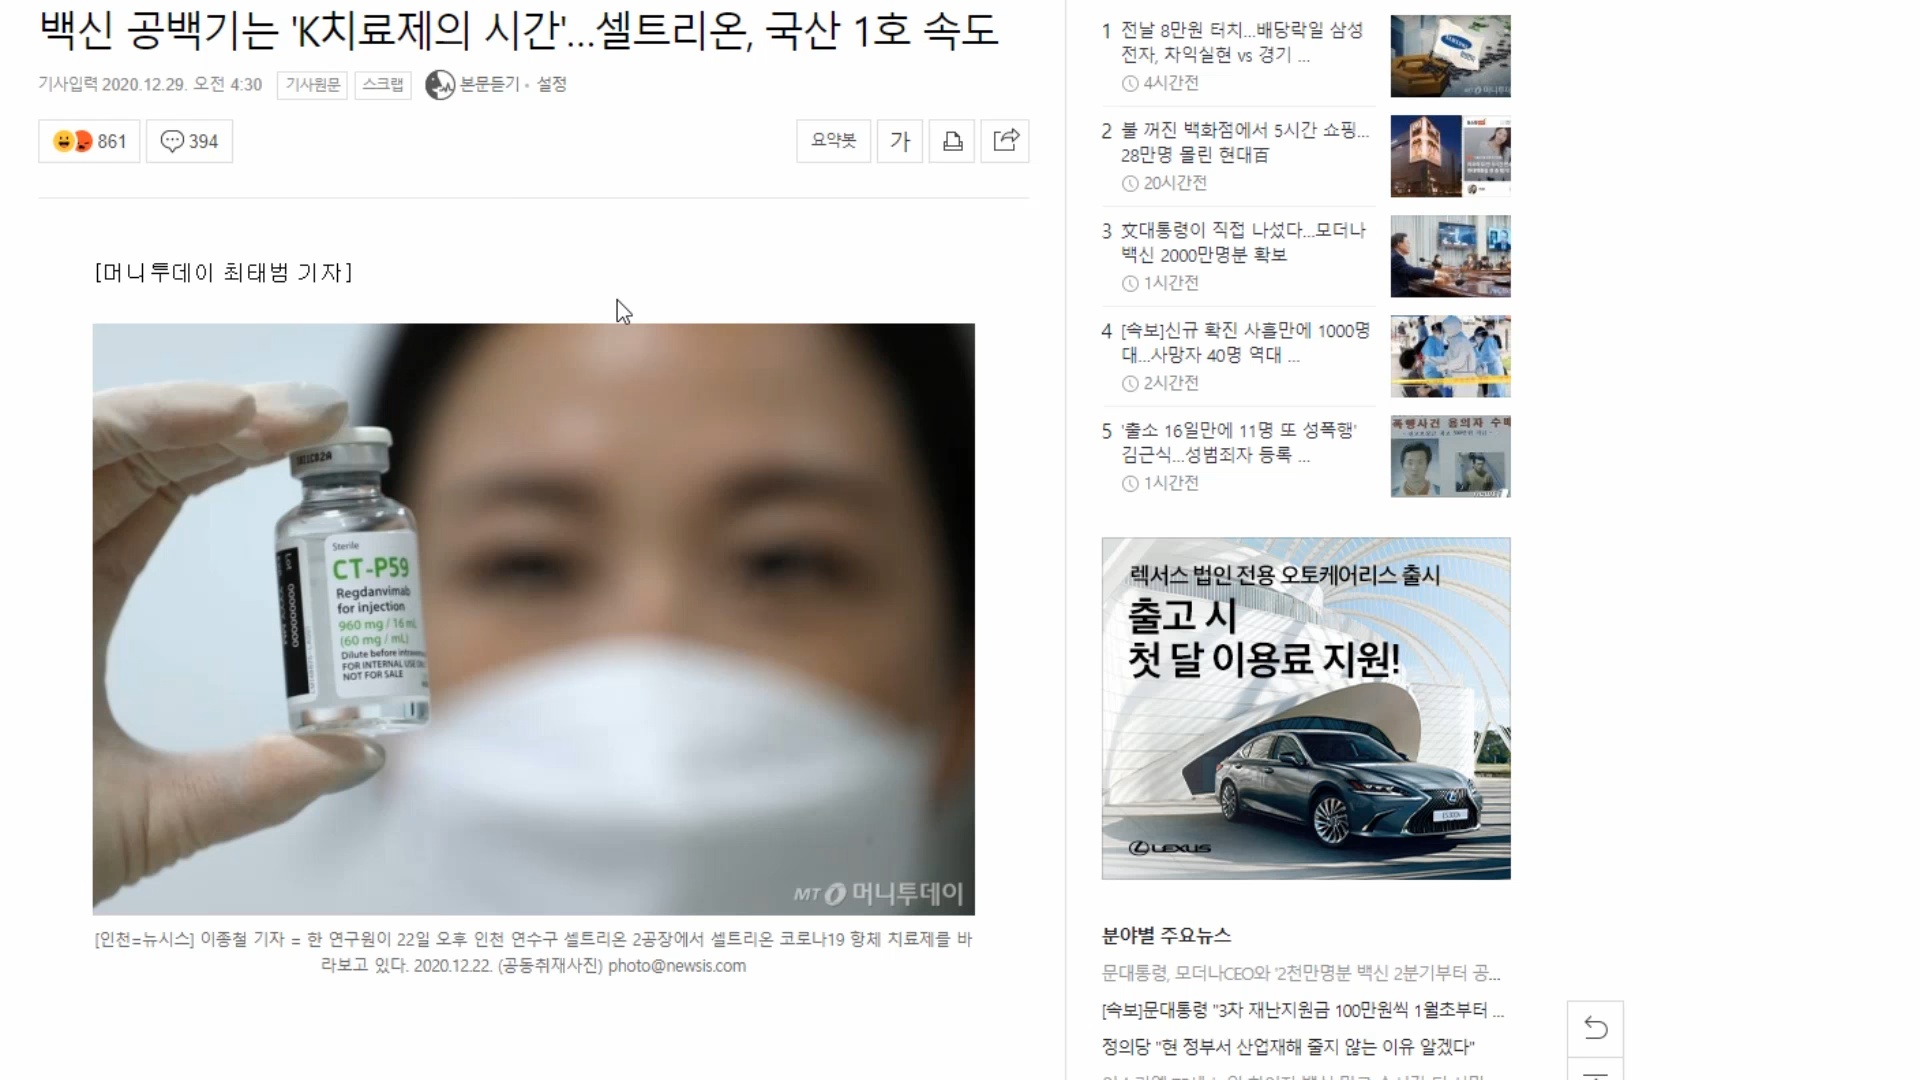 백신 공백기는 'K치료제의 시간'...셀트리온, 국산 1호 속도
기사입력 2020.12.29. 오전 4:30 기사원문 스크랩 본문듣기 · 설정
861 394 요약봇 가
[머니투데이 최태범 기자]
Sterile
CT-P59
Regdanvimab
for injection
960 mg / 16 mL
(60 mg / mL)
Dilute before
FOR INTERNAL USE
NOT FOR SALE
Lot 00000000
MT 머니투데이
[인천=뉴시스] 이종철 기자 = 한 연구원이 22일 오후 인천 연수구 셀트리온 2공장에서 셀트리온 코로나19 항체 치료제를 바
라보고 있다. 2020.12.22. (공동취재사진) photo@newsis.com
1 전날 8만원 터치...배당락일 삼성
전자, 차익실현 vs 경기 ...
4시간전
2 불 꺼진 백화점에서 5시간 쇼핑...
28만명 몰린 현대百
20시간전
3 文대통령이 직접 나섰다...모더나
백신 2000만명분 확보
1시간전
4 [속보]신규 확진 사흘만에 1000명
대...사망자 40명 역대 ...
2시간전
5 '출소 16일만에 11명 또 성폭행'
김근식...성범죄자 등록 ...
1시간전
SAMSUNG
폭행사건 용의자 수배
렉서스 법인 전용 오토케어리스 출시
출고 시
첫 달 이용료 지원!
LEXUS
분야별 주요뉴스
문대통령, 모더나CEO와 '2천만명분 백신 2분기부터 공...
[속보]문대통령 "3차 재난지원금 100만원씩 1월초부터 ...
정의당 "현 정부서 산업재해 줄지 않는 이유 알겠다"